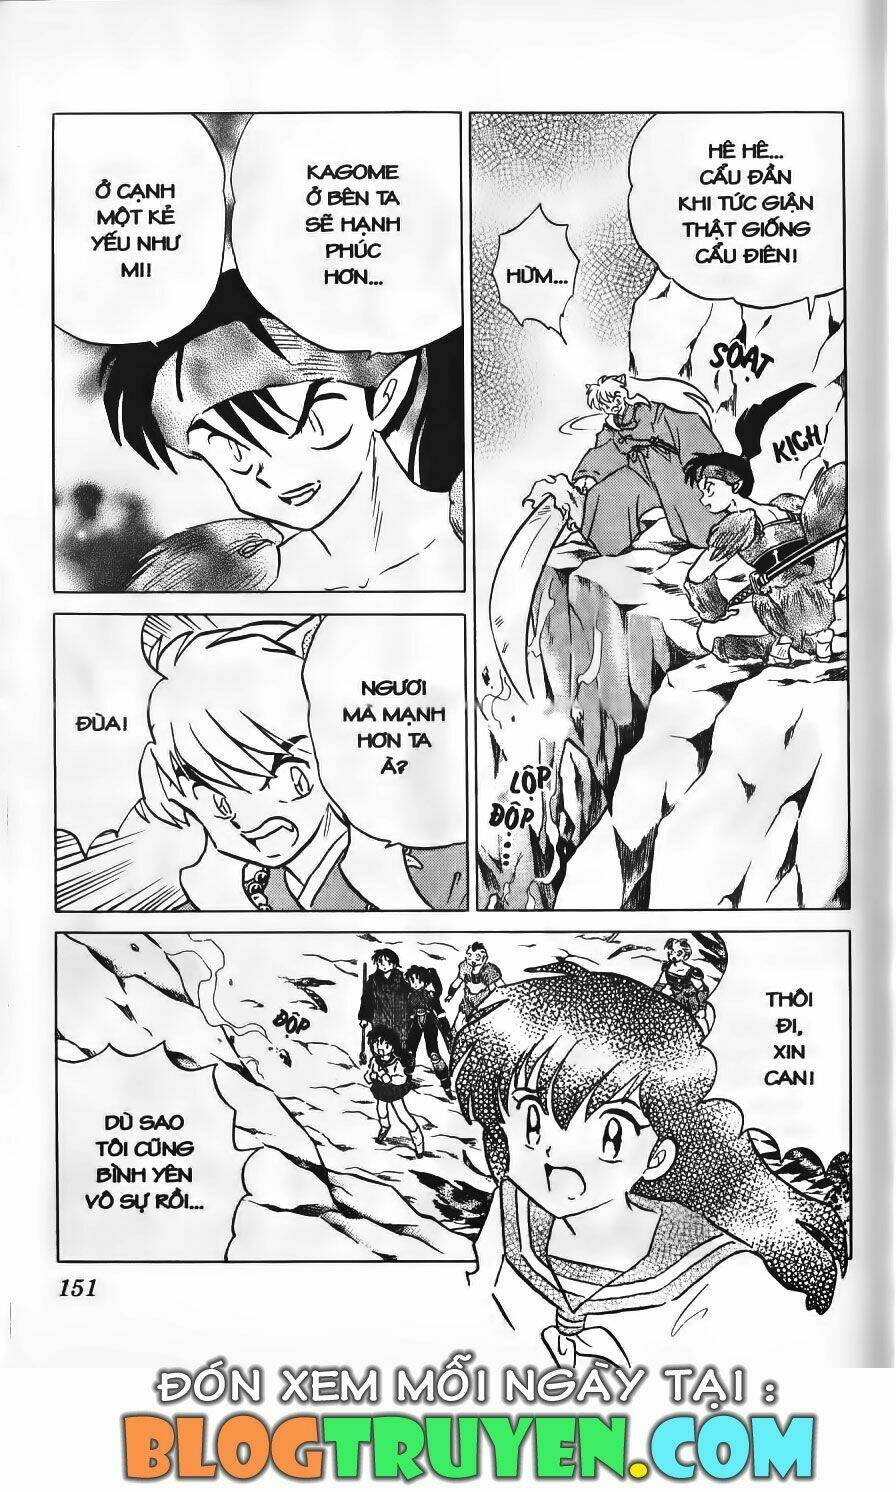 HÊ HÊ...
CẨU ĐẦN
KHI TỨC GIẬN
THẬT GIỐNG
CẨU ĐIÊN!
HỪM...
SOẠT
KỊCH
LỘP
ĐỘP....
KAGOME
Ở BÊN TA
SẼ HẠNH
PHÚC
HƠN...
Ở CẠNH
MỘT KẺ
YẾU NHƯ
MI!
NGƯƠI
MÀ MẠNH
HƠN TA
À?
ĐÙA!
THÔI
ĐI,
XIN
CAN!
ĐỘP
DÙ SAO
TÔI CŨNG
BÌNH YÊN
VÔ SỰ RỒI...
151
ĐÓN XEM MỖI NGÀY TẠI :
BLOGTRUYEN.COM